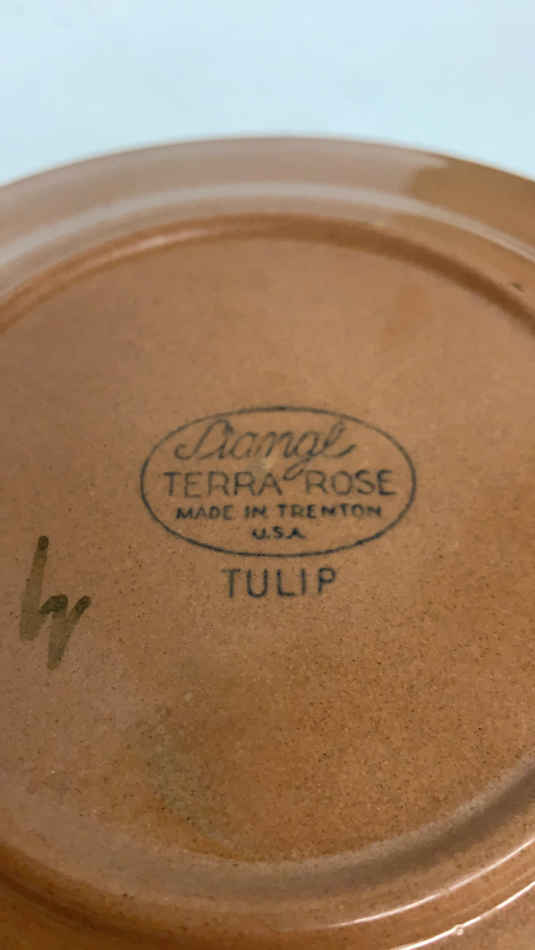 Stangl
TERRA ROSE
MADE IN TRENTON
U.S.A.
TULIP